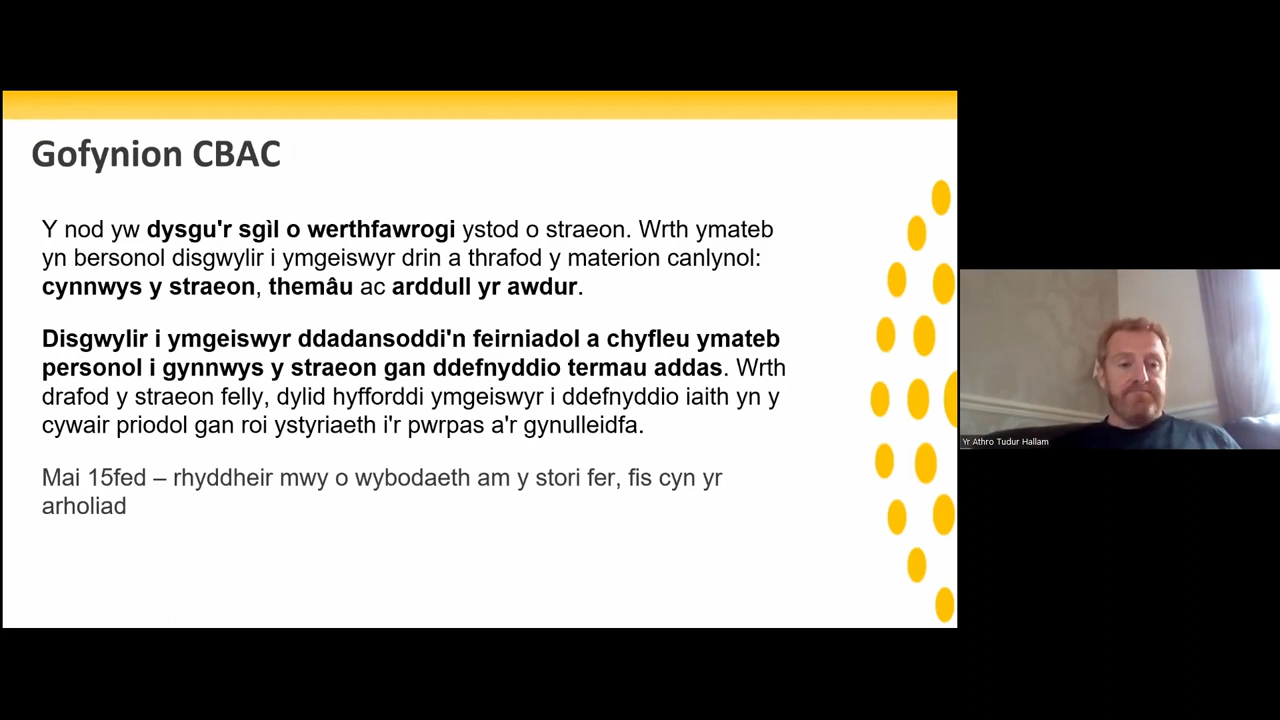 Gofynion CBAC
Y nod yw dysgu'r sgìl o werthfawrogi ystod o straeon. Wrth ymateb
yn bersonol disgwylir i ymgeiswyr drin a thrafod y materion canlynol:
cynnwys y straeon, themâu ac arddull yr awdur.
Disgwylir i ymgeiswyr ddadansoddi'n feirniadol a chyfleu ymateb
personol i gynnwys y straeon gan ddefnyddio termau addas. Wrth
drafod y straeon felly, dylid hyfforddi ymgeiswyr i ddefnyddio iaith yn y
cywair priodol gan roi ystyriaeth i'r pwrpas a'r gynulleidfa.
Mai 15fed – rhyddheir mwy o wybodaeth am y stori fer, fis cyn yr
arholiad
Yr Athro Tudur Hallam